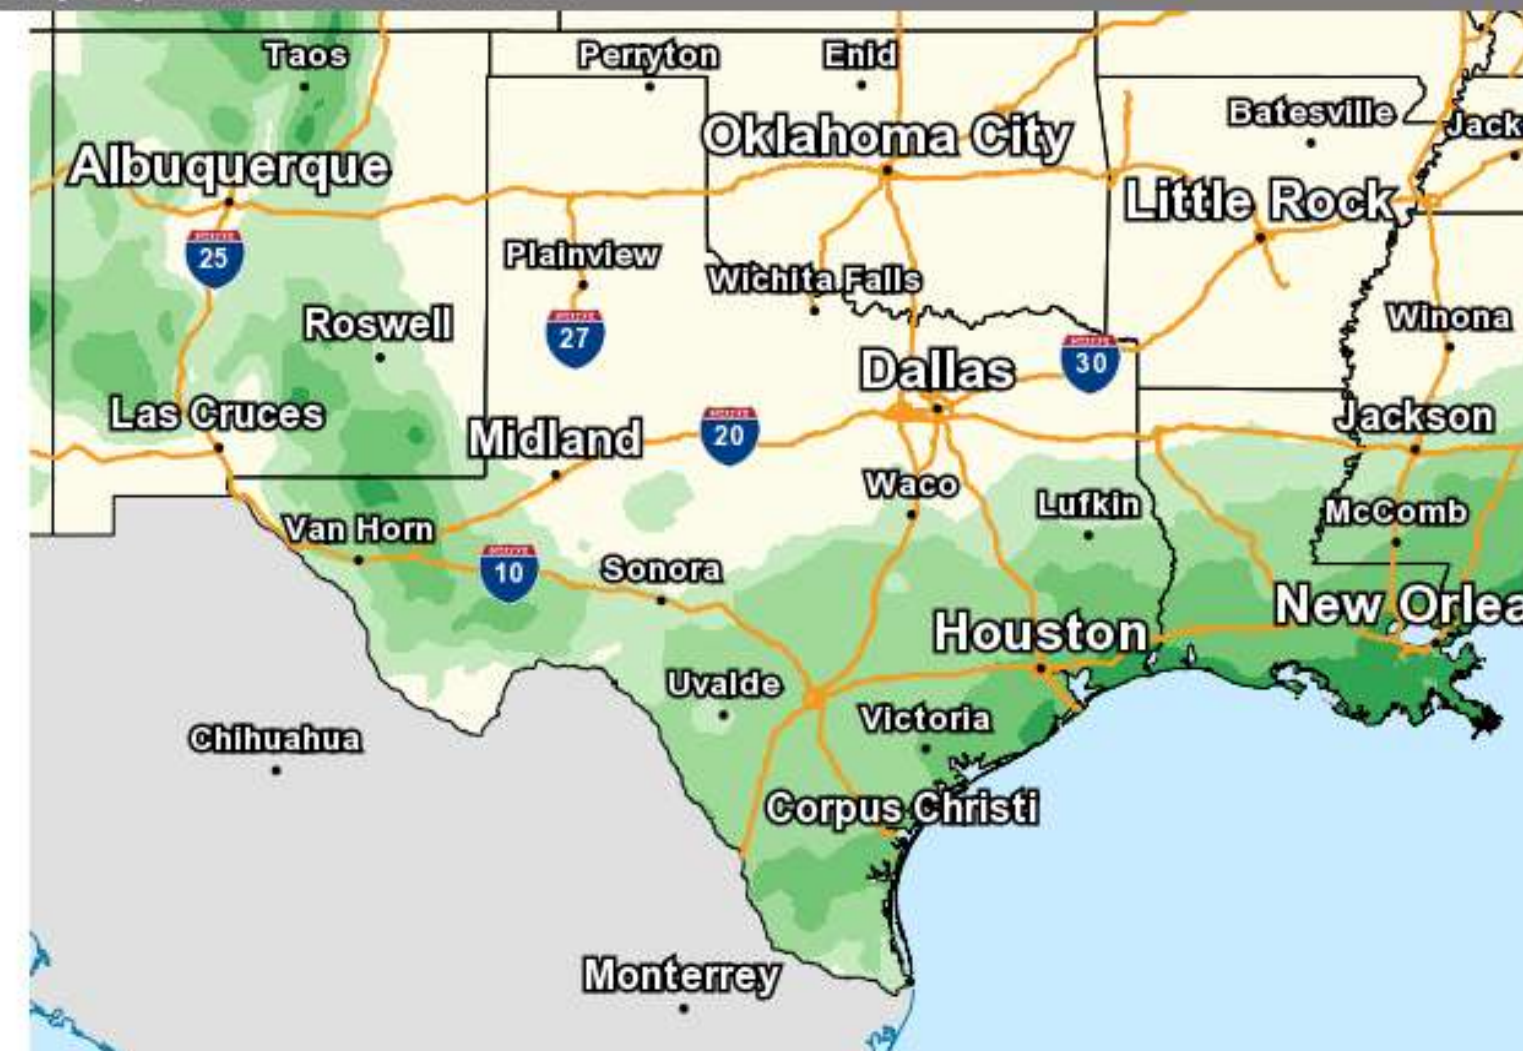 Taos
Perryton
Enid
Batesville
Jack
Oklahoma City
Albuquerque
Little Rock
25
Plainview
Wichita Falls
Roswell
27
Winona
30
Dallas
Las Cruces
Midland
20
Jackson
Waco
Lufkin
McComb
Van Horn
10
Sonora
New Orlea
Houston
Uvalde
Victoria
Chihuahua
Corpus Christi
Monterrey